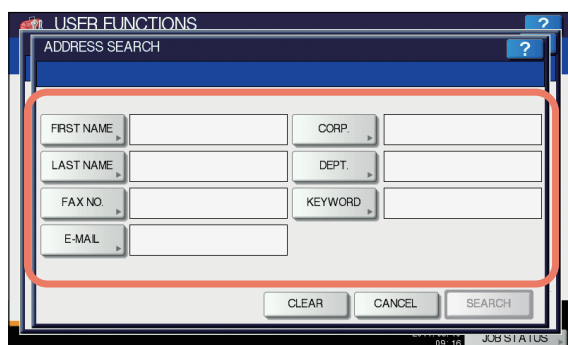 USER FUNCTIONS ?
ADDRESS SEARCH ?
FIRST NAME CORP.
LAST NAME DEPT.
FAX NO. KEYWORD
E-MAIL
CLEAR CANCEL SEARCH
JOB STATUS
09:16